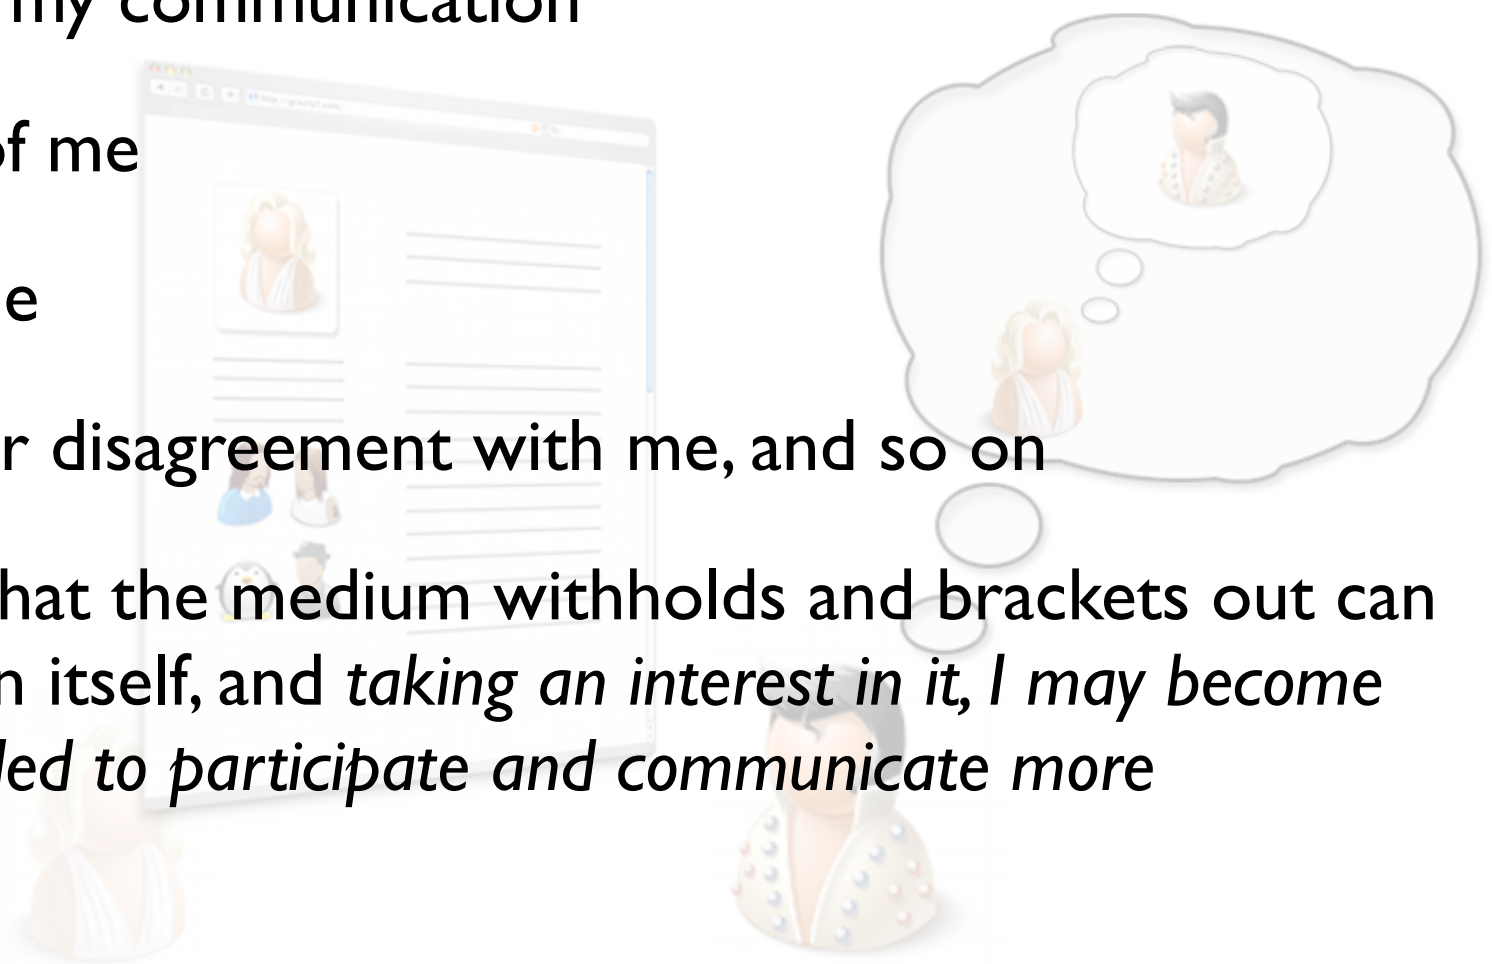 my communication
of me
e
r disagreement with me, and so on
hat the medium withholds and brackets out can
n itself, and taking an interest in it, I may become
led to participate and communicate more